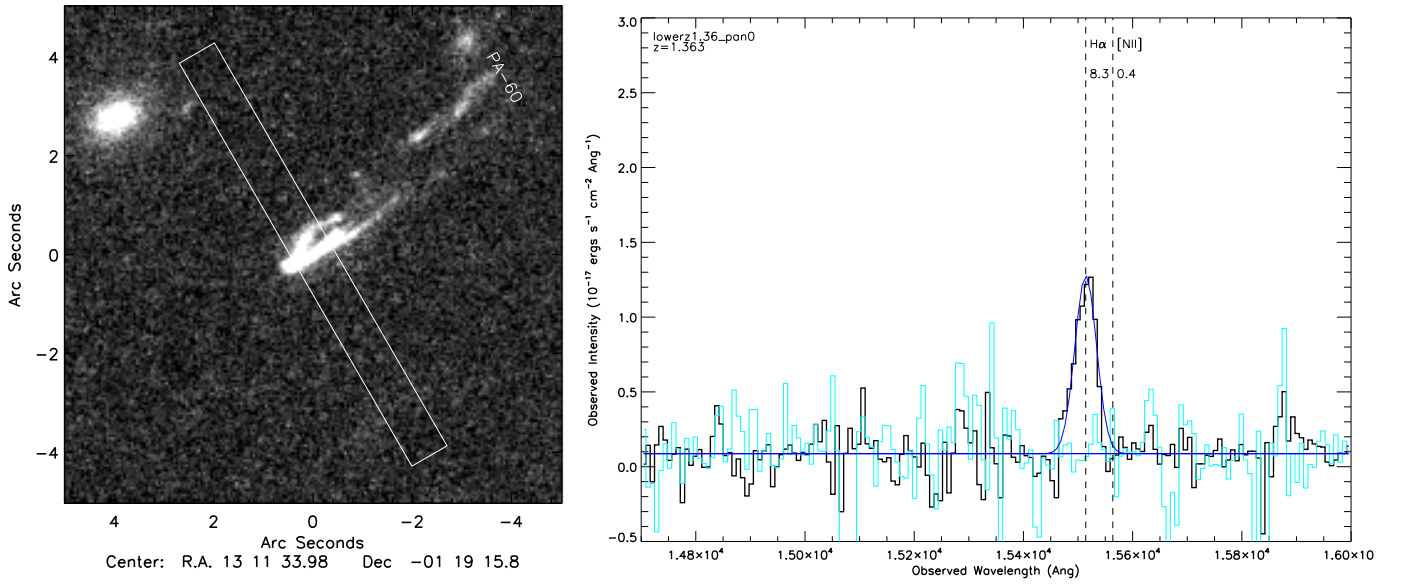 4
2
0
−2
−4
Arc Seconds
PA-60
4 2 0 −2 −4
Arc Seconds
Center: R.A. 13 11 33.98 Dec −01 19 15.8
lowerz1.36_pan0
z=1.363
Hα [NII]
8.3 0.4
3.0
2.5
2.0
1.5
1.0
0.5
0.0
−0.5
Observed Intensity (10⁻¹⁷ ergs s⁻¹ cm⁻² Ang⁻¹)
1.48×10⁴ 1.50×10⁴ 1.52×10⁴ 1.54×10⁴ 1.56×10⁴ 1.58×10⁴ 1.60×10
Observed Wavelength (Ang)